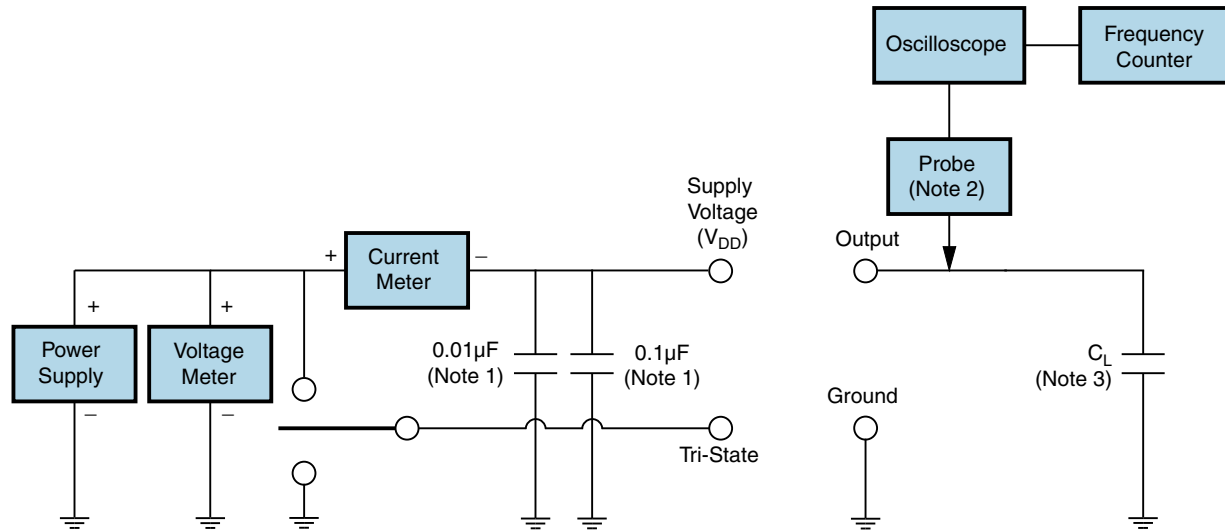 Oscilloscope
Frequency
Counter
Probe
(Note 2)
Supply
Voltage
(VDD)
Output
+
Current
Meter
–
+
+
Power
Supply
Voltage
Meter
–
–
0.01µF
(Note 1)
0.1µF
(Note 1)
CL
(Note 3)
Ground
Tri-State